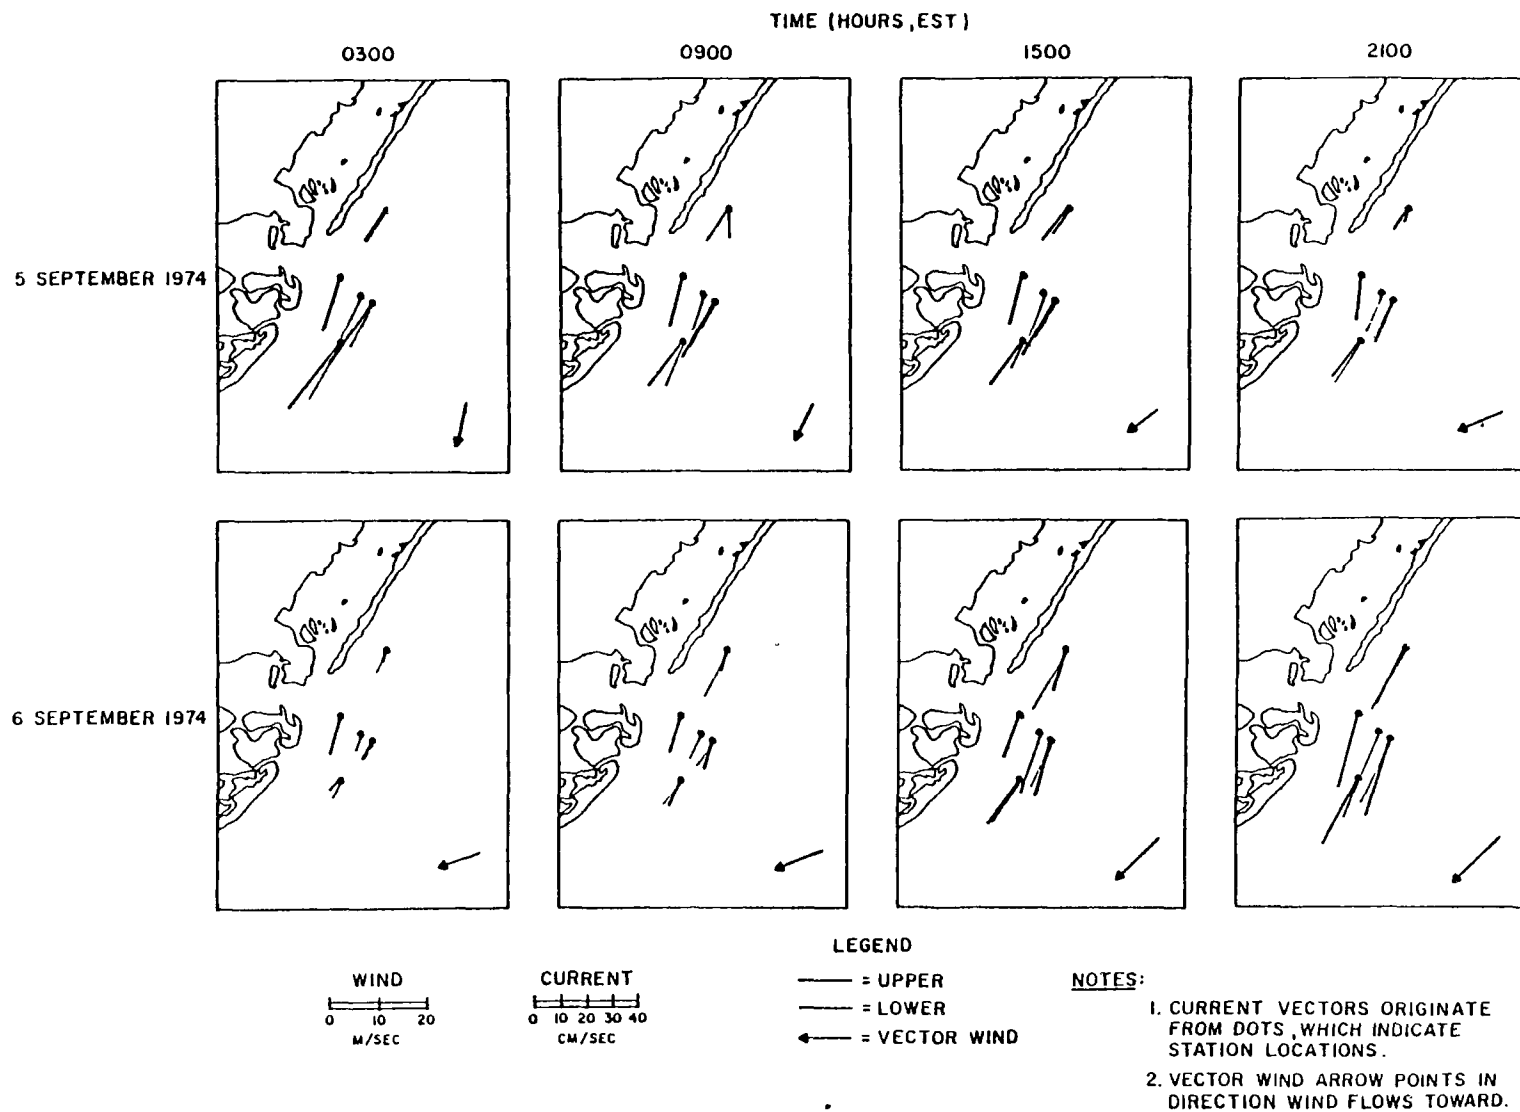 TIME (HOURS, EST)
0300 0900 1500 2100
5 SEPTEMBER 1974
6 SEPTEMBER 1974
LEGEND
WIND
0 10 20
M/SEC
CURRENT
0 10 20 30 40
CM/SEC
= UPPER
= LOWER
= VECTOR WIND
NOTES:
1. CURRENT VECTORS ORIGINATE
FROM DOTS, WHICH INDICATE
STATION LOCATIONS.
2. VECTOR WIND ARROW POINTS IN
DIRECTION WIND FLOWS TOWARD.